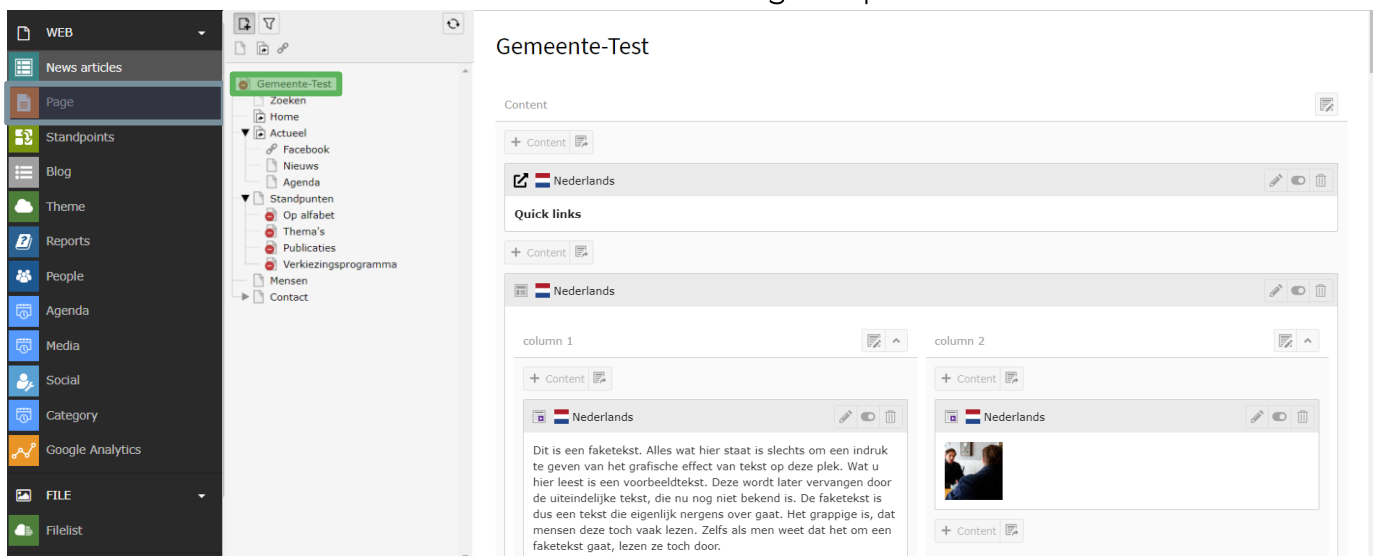 WEB
News articles
Page
Standpoints
Blog
Theme
Reports
People
Agenda
Media
Social
Category
Google Analytics
FILE
Filelist
Gemeente-Test
Zoeken
Home
Actueel
Facebook
Nieuws
Agenda
Standpunten
Op alfabet
Thema's
Publicaties
Verkiezingsprogramma
Mensen
Contact
Gemeente-Test
Content
+ Content
Nederlands
Quick links
+ Content
Nederlands
column 1
+ Content
Nederlands
Dit is een faketekst. Alles wat hier staat is slechts om een indruk
te geven van het grafische effect van tekst op deze plek. Wat u
hier leest is een voorbeeldtekst. Deze wordt later vervangen door
de uiteindelijke tekst, die nu nog niet bekend is. De faketekst is
dus een tekst die eigenlijk nergens over gaat. Het grappige is, dat
mensen deze toch vaak lezen. Zelfs als men weet dat het om een
faketekst gaat, lezen ze toch door.
column 2
+ Content
Nederlands
+ Content